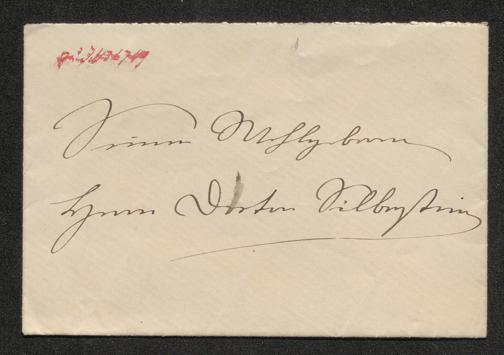 Seiner Wohlgeboren
Herrn Doctor Silberstein